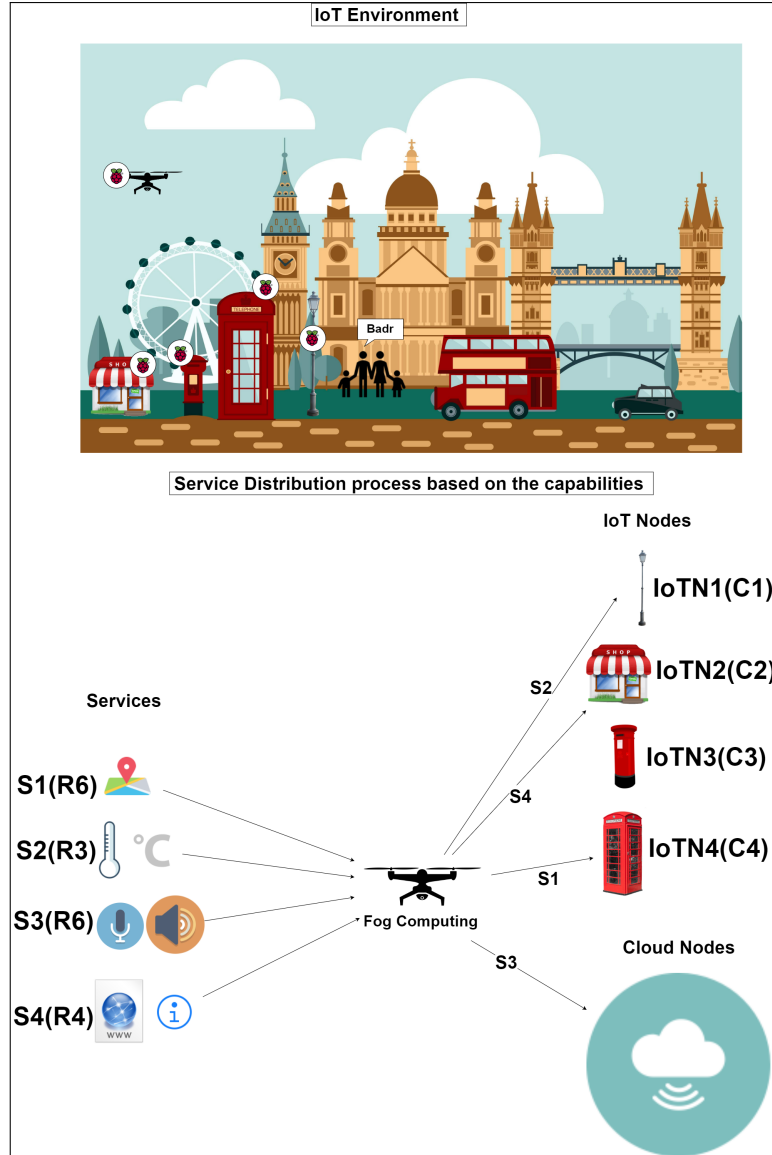 IoT Environment
TELEPHONE
Badr
SHOP
Service Distribution process based on the capabilities
IoT Nodes
IoTN1(C1)
SHOP
IoTN2(C2)
S2
Services
IoTN3(C3)
S1(R6)
S4
S2(R3) °C
IoTN4(C4)
S1
S3(R6)
Fog Computing
Cloud Nodes
S3
S4(R4)
WWW
i